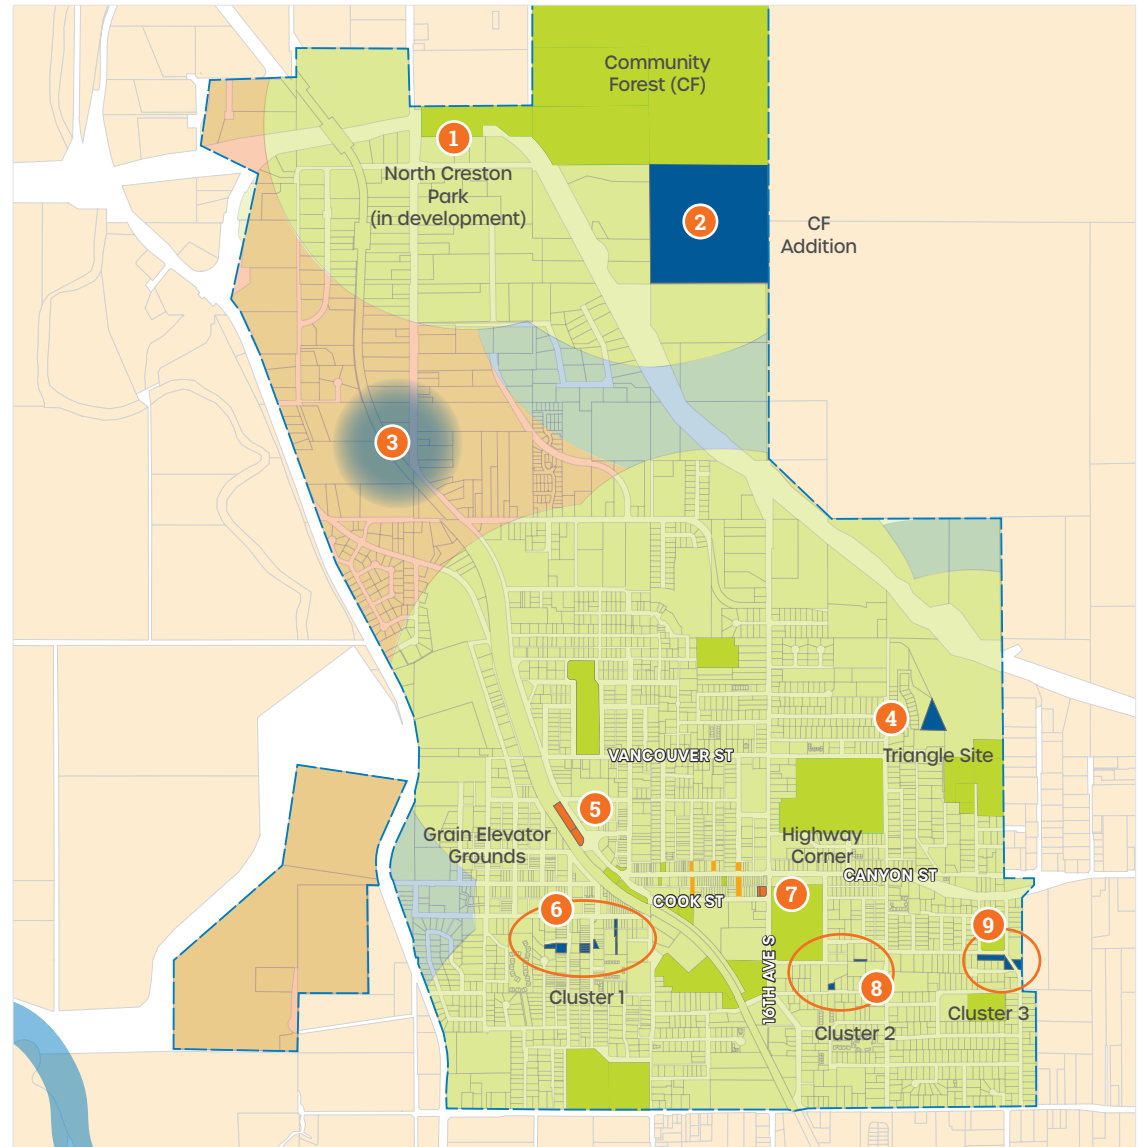 Community
Forest (CF)
1
North Creston
Park
(in development)
2
CF
Addition
3
4
Triangle Site
VANCOUVER ST
5
Grain Elevator
Grounds
Highway
Corner
CANYON ST
7
COOK ST
6
9
16TH AVE S
8
Cluster 1
Cluster 3
Cluster 2